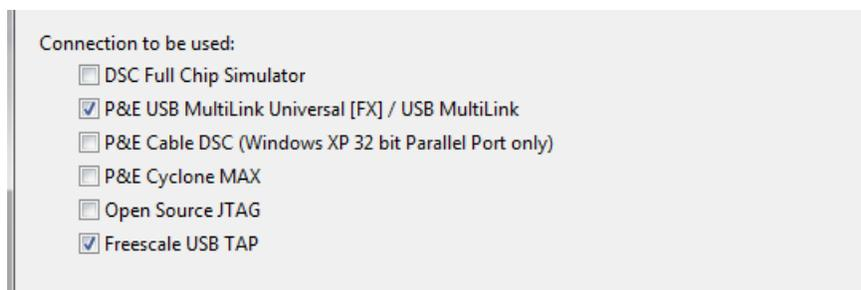 Connection to be used:
DSC Full Chip Simulator
P&E USB MultiLink Universal [FX] / USB MultiLink
P&E Cable DSC (Windows XP 32 bit Parallel Port only)
P&E Cyclone MAX
Open Source JTAG
Freescale USB TAP